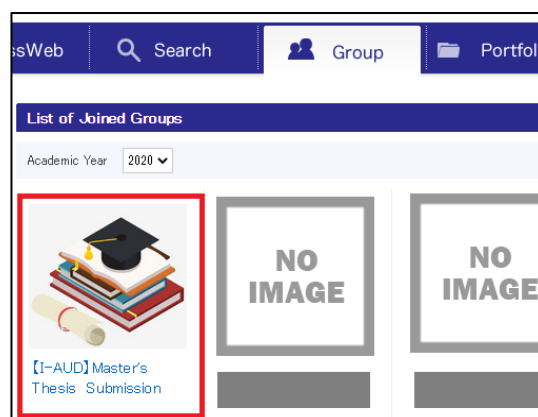 ssWeb Search Group Portfol
List of Joined Groups
Academic Year 2020
NO IMAGE
NO IMAGE
【I-AUD】Master's
Thesis Submission